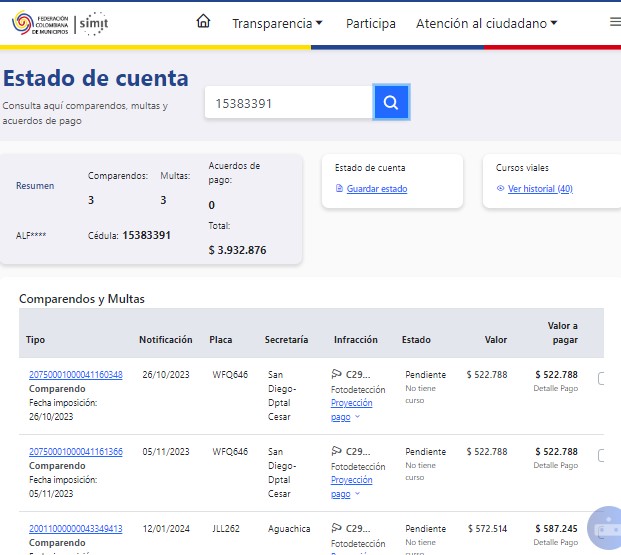 FEDERACIÓN
COLOMBIANA
DE MUNICIPIOS
simit
Transparencia
Participa
Atención al ciudadano
Estado de cuenta
Consulta aquí comparendos, multas y
acuerdos de pago
15383391
Resumen
Comparendos:
3
Multas:
3
Acuerdos de
pago:
0
ALF****
Cédula: 15383391
Total:
$ 3.932.876
Estado de cuenta
Guardar estado
Cursos viales
Ver historial (40)
Comparendos y Multas
Tipo Notificación Placa Secretaría Infracción Estado Valor Valor a
pagar
20750001000041160348 26/10/2023 WFQ646 San C29... Pendiente $ 522.788 $ 522.788
Comparendo Diego- Fotodetección No tiene Detalle Pago
Fecha imposición: Dptal Proyección curso
26/10/2023 Cesar pago
20750001000041161366 05/11/2023 WFQ646 San C29... Pendiente $ 522.788 $ 522.788
Comparendo Diego- Fotodetección No tiene Detalle Pago
Fecha imposición: Dptal Proyección curso
05/11/2023 Cesar pago
20011000000043349413 12/01/2024 JLL262 Aguachica C29... Pendiente $ 572.514 $ 587.245
Comparendo Fotodetección No tiene Detalle Pago